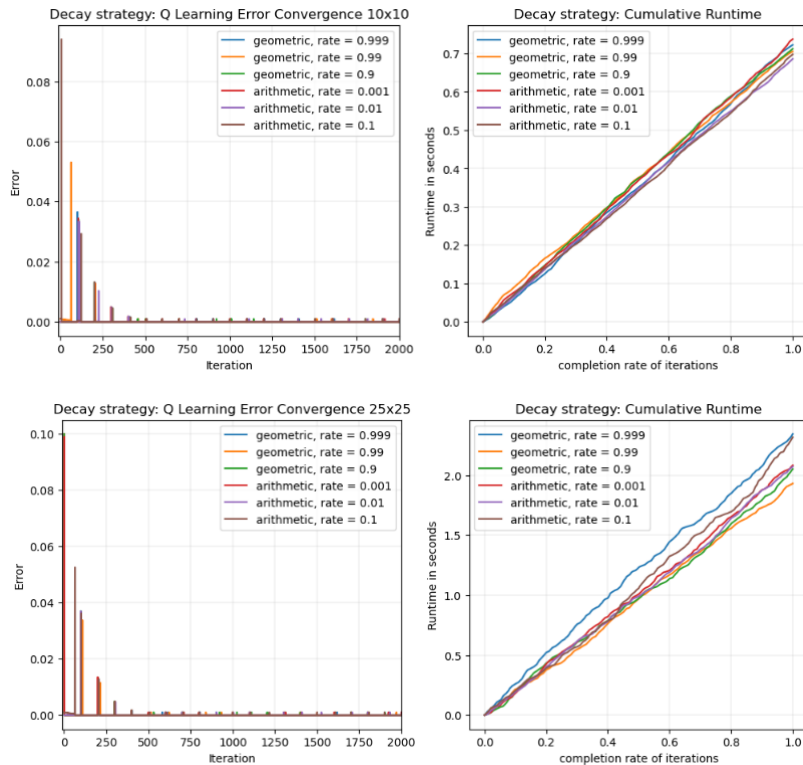 Decay strategy: Q Learning Error Convergence 10x10
geometric, rate = 0.999
geometric, rate = 0.99
geometric, rate = 0.9
arithmetic, rate = 0.001
arithmetic, rate = 0.01
arithmetic, rate = 0.1
Error
0.08
0.06
0.04
0.02
0.00
0 250 500 750 1000 1250 1500 1750 2000
Iteration
Decay strategy: Cumulative Runtime
geometric, rate = 0.999
geometric, rate = 0.99
geometric, rate = 0.9
arithmetic, rate = 0.001
arithmetic, rate = 0.01
arithmetic, rate = 0.1
Runtime in seconds
0.7
0.6
0.5
0.4
0.3
0.2
0.1
0.0
0.0 0.2 0.4 0.6 0.8 1.0
completion rate of iterations
Decay strategy: Q Learning Error Convergence 25x25
geometric, rate = 0.999
geometric, rate = 0.99
geometric, rate = 0.9
arithmetic, rate = 0.001
arithmetic, rate = 0.01
arithmetic, rate = 0.1
Error
0.10
0.08
0.06
0.04
0.02
0.00
0 250 500 750 1000 1250 1500 1750 2000
Iteration
Decay strategy: Cumulative Runtime
geometric, rate = 0.999
geometric, rate = 0.99
geometric, rate = 0.9
arithmetic, rate = 0.001
arithmetic, rate = 0.01
arithmetic, rate = 0.1
Runtime in seconds
2.0
1.5
1.0
0.5
0.0
0.0 0.2 0.4 0.6 0.8 1.0
completion rate of iterations